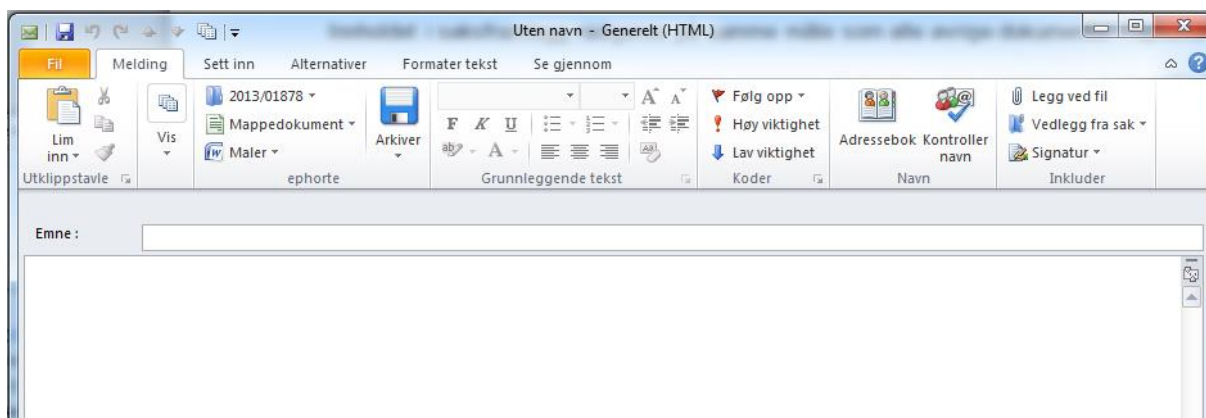 Uten navn - Generelt (HTML)
Fil Melding Sett inn Alternativer Formater tekst Se gjennom
2013/01878 Følg opp Legg ved fil
Lim inn Vis Mappedokument Arkiver F K U Høy viktighet Adressebok Kontroller navn Vedlegg fra sak
Maler Lav viktighet Signatur
Utklippstavle ephorte Grunnleggende tekst Koder Navn Inkluder
Emne :